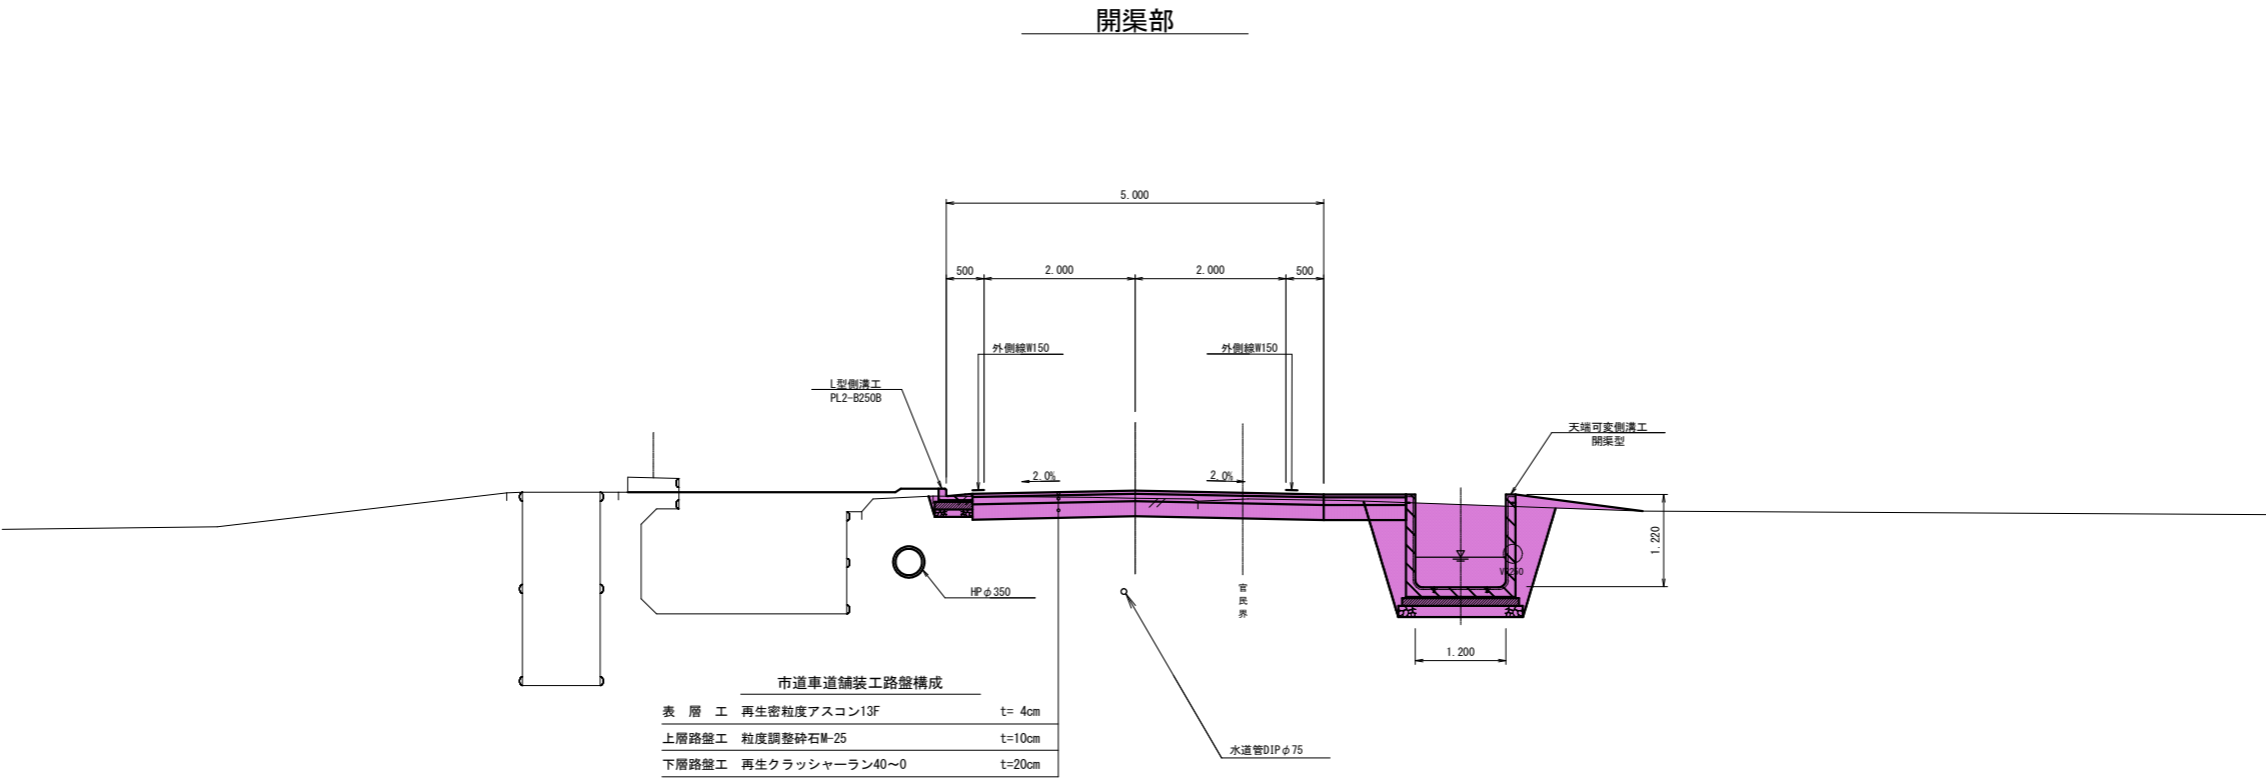 開渠部
5.000
500 2.000 2.000 500
外側線W150 外側線W150
L型側溝工
PL2-B250B
天端可変側溝工
開渠型
2.0% 2.0%
1.220
HPφ350
官民界
1.200
市道車道舗装工路盤構成
表 層 工 再生密粒度アスコン13F t= 4cm
上層路盤工 粒度調整砕石M-25 t=10cm
下層路盤工 再生クラッシャーラン40～0 t=20cm
水道管DIPφ75